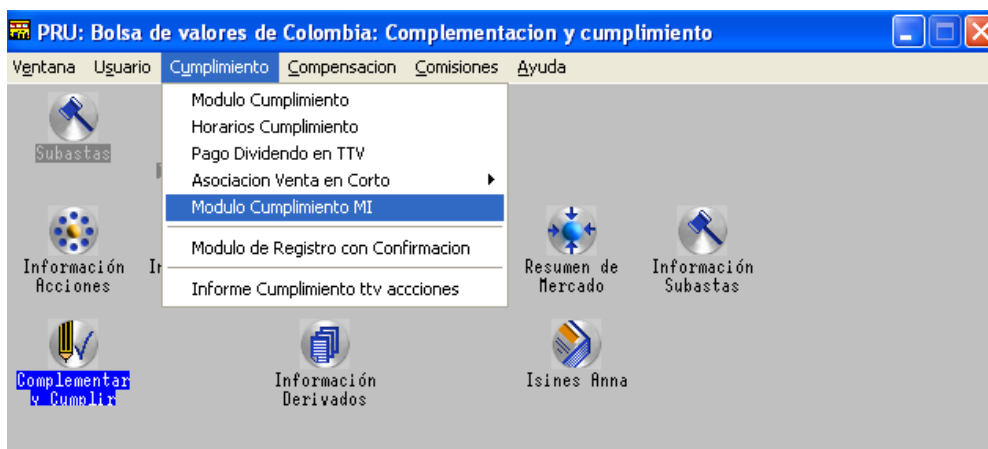 PRU: Bolsa de valores de Colombia: Complementacion y cumplimiento
Ventana Usuario Cumplimiento Compensacion Comisiones Ayuda
Modulo Cumplimiento
Horarios Cumplimiento
Pago Dividendo en TTV
Asociacion Venta en Corto
Modulo Cumplimiento MI
Modulo de Registro con Confirmacion
Informe Cumplimiento ttv accciones
Subastas
Información
Acciones
Resumen de
Mercado
Información
Subastas
Complementar
y Cumplir
Información
Derivados
Isines Anna